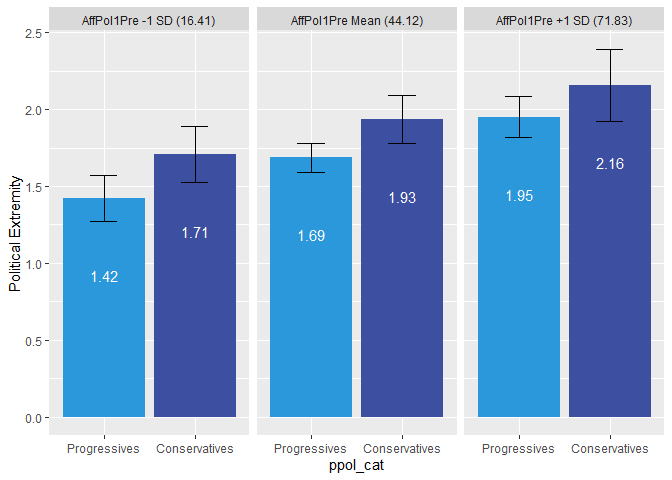 AffPol1Pre -1 SD (16.41)
AffPol1Pre Mean (44.12)
AffPol1Pre +1 SD (71.83)
Political Extremity
2.5
2.0
1.5
1.0
0.5
0.0
1.42
1.71
1.69
1.93
1.95
2.16
Progressives
Conservatives
Progressives
Conservatives
Progressives
Conservatives
ppol_cat